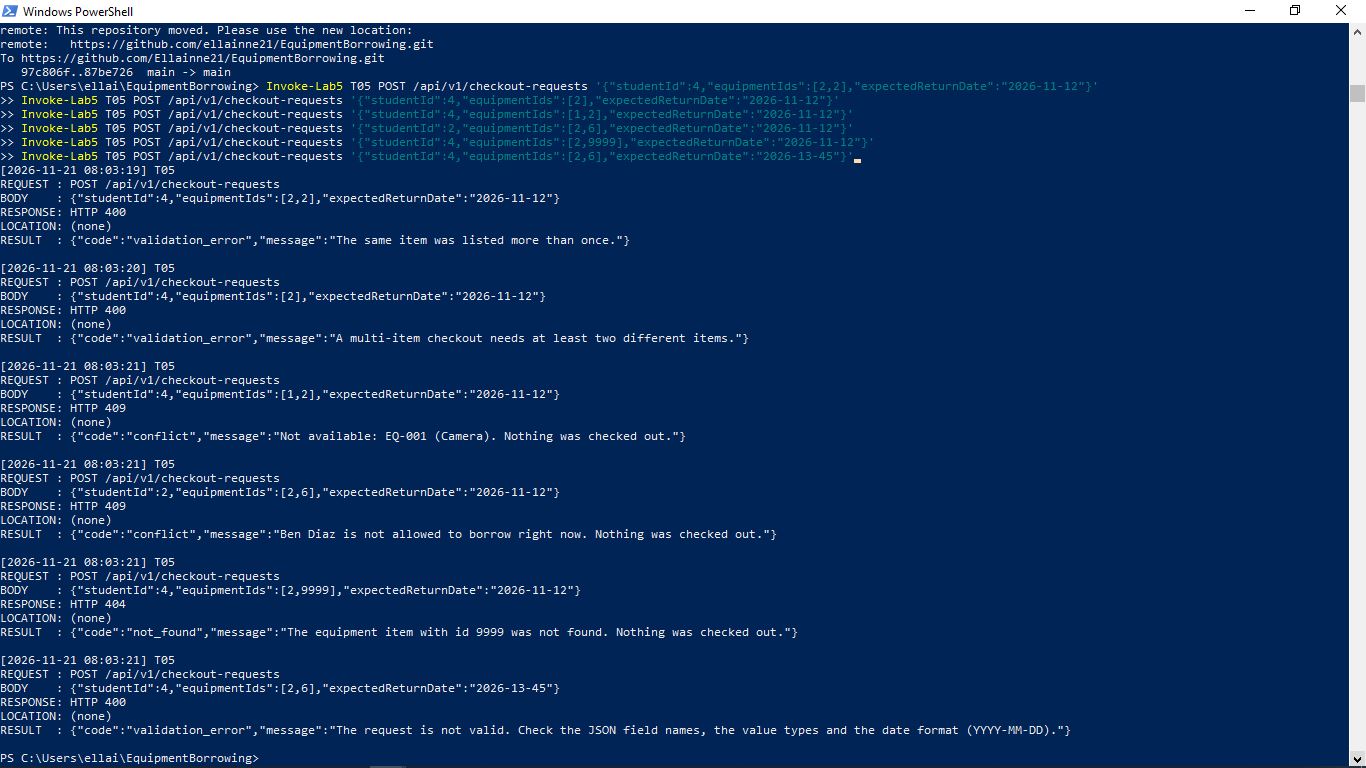 Windows PowerShell
remote: This repository moved. Please use the new location:
remote:   https://github.com/ellainne21/EquipmentBorrowing.git
To https://github.com/Ellainne21/EquipmentBorrowing.git
   97c806f..87be726  main -> main
PS C:\Users\ellai\EquipmentBorrowing> Invoke-Lab5 T05 POST /api/v1/checkout-requests '{"studentId":4,"equipmentIds":[2,2],"expectedReturnDate":"2026-11-12"}'
>> Invoke-Lab5 T05 POST /api/v1/checkout-requests '{"studentId":4,"equipmentIds":[2],"expectedReturnDate":"2026-11-12"}'
>> Invoke-Lab5 T05 POST /api/v1/checkout-requests '{"studentId":4,"equipmentIds":[1,2],"expectedReturnDate":"2026-11-12"}'
>> Invoke-Lab5 T05 POST /api/v1/checkout-requests '{"studentId":2,"equipmentIds":[2,6],"expectedReturnDate":"2026-11-12"}'
>> Invoke-Lab5 T05 POST /api/v1/checkout-requests '{"studentId":4,"equipmentIds":[2,9999],"expectedReturnDate":"2026-11-12"}'
>> Invoke-Lab5 T05 POST /api/v1/checkout-requests '{"studentId":4,"equipmentIds":[2,6],"expectedReturnDate":"2026-13-45"}'
[2026-11-21 08:03:19] T05
REQUEST : POST /api/v1/checkout-requests
BODY    : {"studentId":4,"equipmentIds":[2,2],"expectedReturnDate":"2026-11-12"}
RESPONSE: HTTP 400
LOCATION: (none)
RESULT  : {"code":"validation_error","message":"The same item was listed more than once."}
[2026-11-21 08:03:20] T05
REQUEST : POST /api/v1/checkout-requests
BODY    : {"studentId":4,"equipmentIds":[2],"expectedReturnDate":"2026-11-12"}
RESPONSE: HTTP 400
LOCATION: (none)
RESULT  : {"code":"validation_error","message":"A multi-item checkout needs at least two different items."}
[2026-11-21 08:03:21] T05
REQUEST : POST /api/v1/checkout-requests
BODY    : {"studentId":4,"equipmentIds":[1,2],"expectedReturnDate":"2026-11-12"}
RESPONSE: HTTP 409
LOCATION: (none)
RESULT  : {"code":"conflict","message":"Not available: EQ-001 (Camera). Nothing was checked out."}
[2026-11-21 08:03:21] T05
REQUEST : POST /api/v1/checkout-requests
BODY    : {"studentId":2,"equipmentIds":[2,6],"expectedReturnDate":"2026-11-12"}
RESPONSE: HTTP 409
LOCATION: (none)
RESULT  : {"code":"conflict","message":"Ben Diaz is not allowed to borrow right now. Nothing was checked out."}
[2026-11-21 08:03:21] T05
REQUEST : POST /api/v1/checkout-requests
BODY    : {"studentId":4,"equipmentIds":[2,9999],"expectedReturnDate":"2026-11-12"}
RESPONSE: HTTP 404
LOCATION: (none)
RESULT  : {"code":"not_found","message":"The equipment item with id 9999 was not found. Nothing was checked out."}
[2026-11-21 08:03:21] T05
REQUEST : POST /api/v1/checkout-requests
BODY    : {"studentId":4,"equipmentIds":[2,6],"expectedReturnDate":"2026-13-45"}
RESPONSE: HTTP 400
LOCATION: (none)
RESULT  : {"code":"validation_error","message":"The request is not valid. Check the JSON field names, the value types and the date format (YYYY-MM-DD)."}
PS C:\Users\ellai\EquipmentBorrowing>